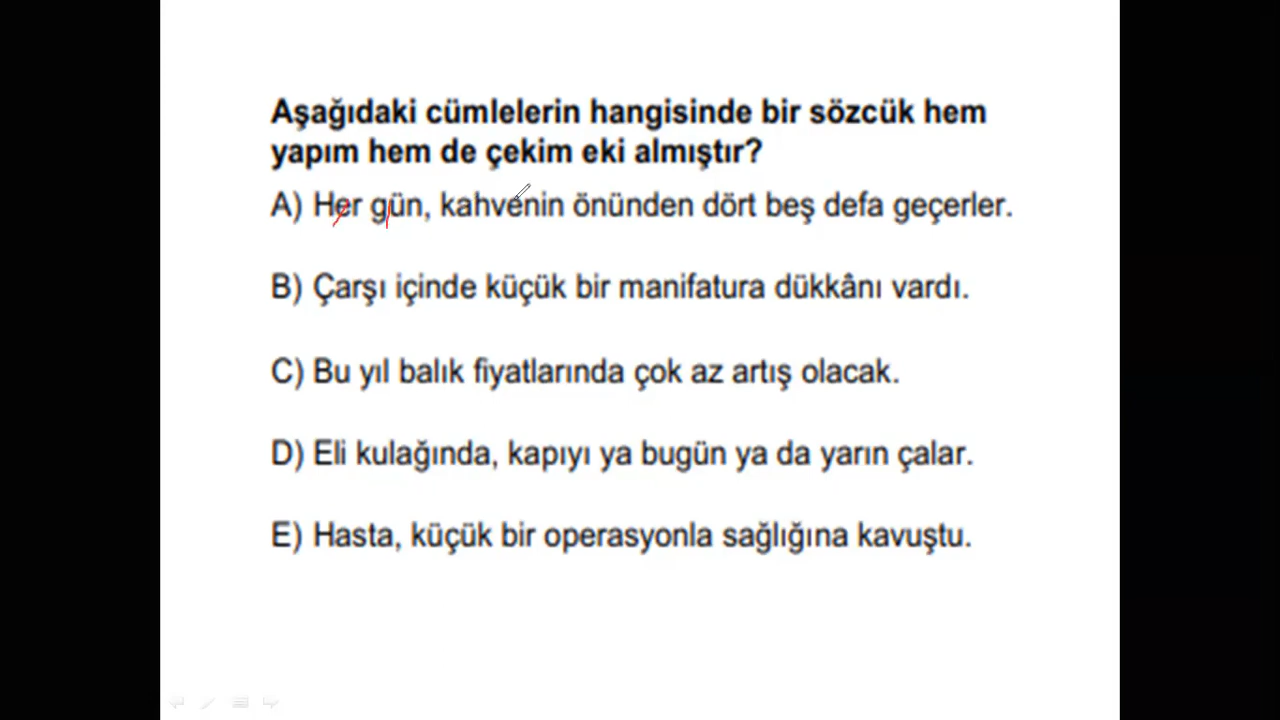 Aşağıdaki cümlelerin hangisinde bir sözcük hem
yapım hem de çekim eki almıştır?
A) Her gün, kahvenin önünden dört beş defa geçerler.
B) Çarşı içinde küçük bir manifatura dükkânı vardı.
C) Bu yıl balık fiyatlarında çok az artış olacak.
D) Eli kulağında, kapıyı ya bugün ya da yarın çalar.
E) Hasta, küçük bir operasyonla sağlığına kavuştu.